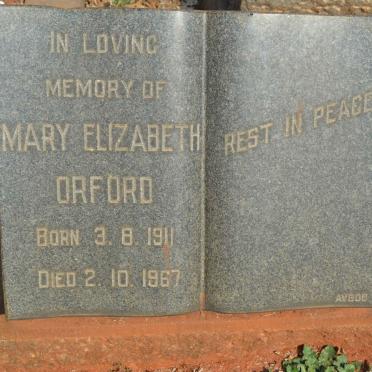 IN LOVING
MEMORY OF
MARY ELIZABETH
ORFORD
BORN 3. 8. 1911
DIED 2. 10. 1967
REST IN PEACE
AVBOB